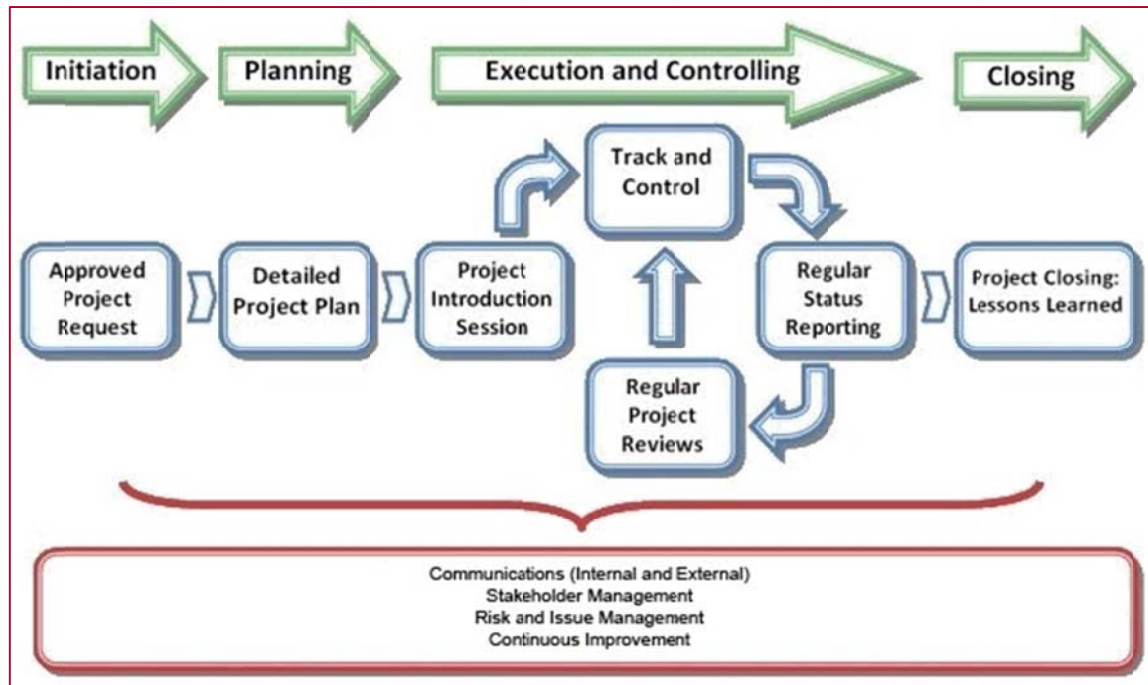 Initiation
Planning
Execution and Controlling
Closing
Track and
Control
Approved
Project
Request
Detailed
Project Plan
Project
Introduction
Session
Regular
Status
Reporting
Project Closing:
Lessons Learned
Regular
Project
Reviews
Communications (Internal and External)
Stakeholder Management
Risk and Issue Management
Continuous Improvement